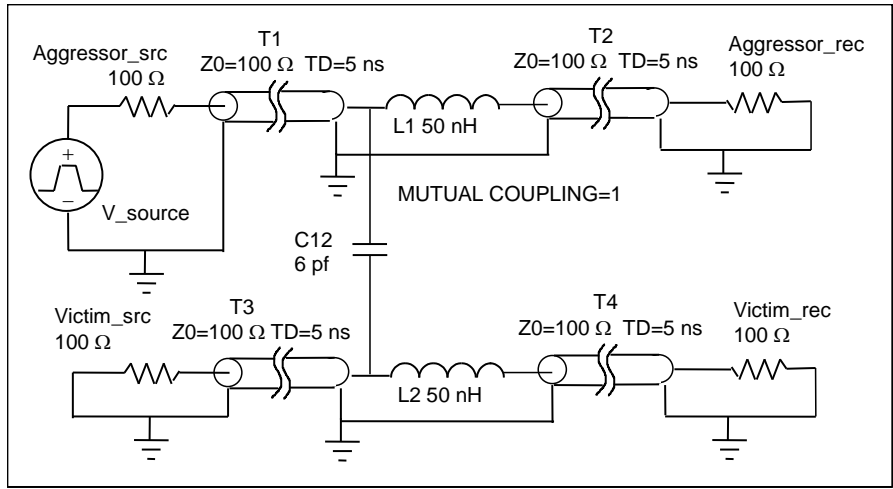 T1
T2
Aggressor_src
Z0=100 Ω TD=5 ns
Z0=100 Ω TD=5 ns
Aggressor_rec
100 Ω
100 Ω
L1 50 nH
+
−
V_source
MUTUAL COUPLING=1
C12
6 pf
T3
T4
Victim_src
Z0=100 Ω TD=5 ns
Z0=100 Ω TD=5 ns
Victim_rec
100 Ω
100 Ω
L2 50 nH